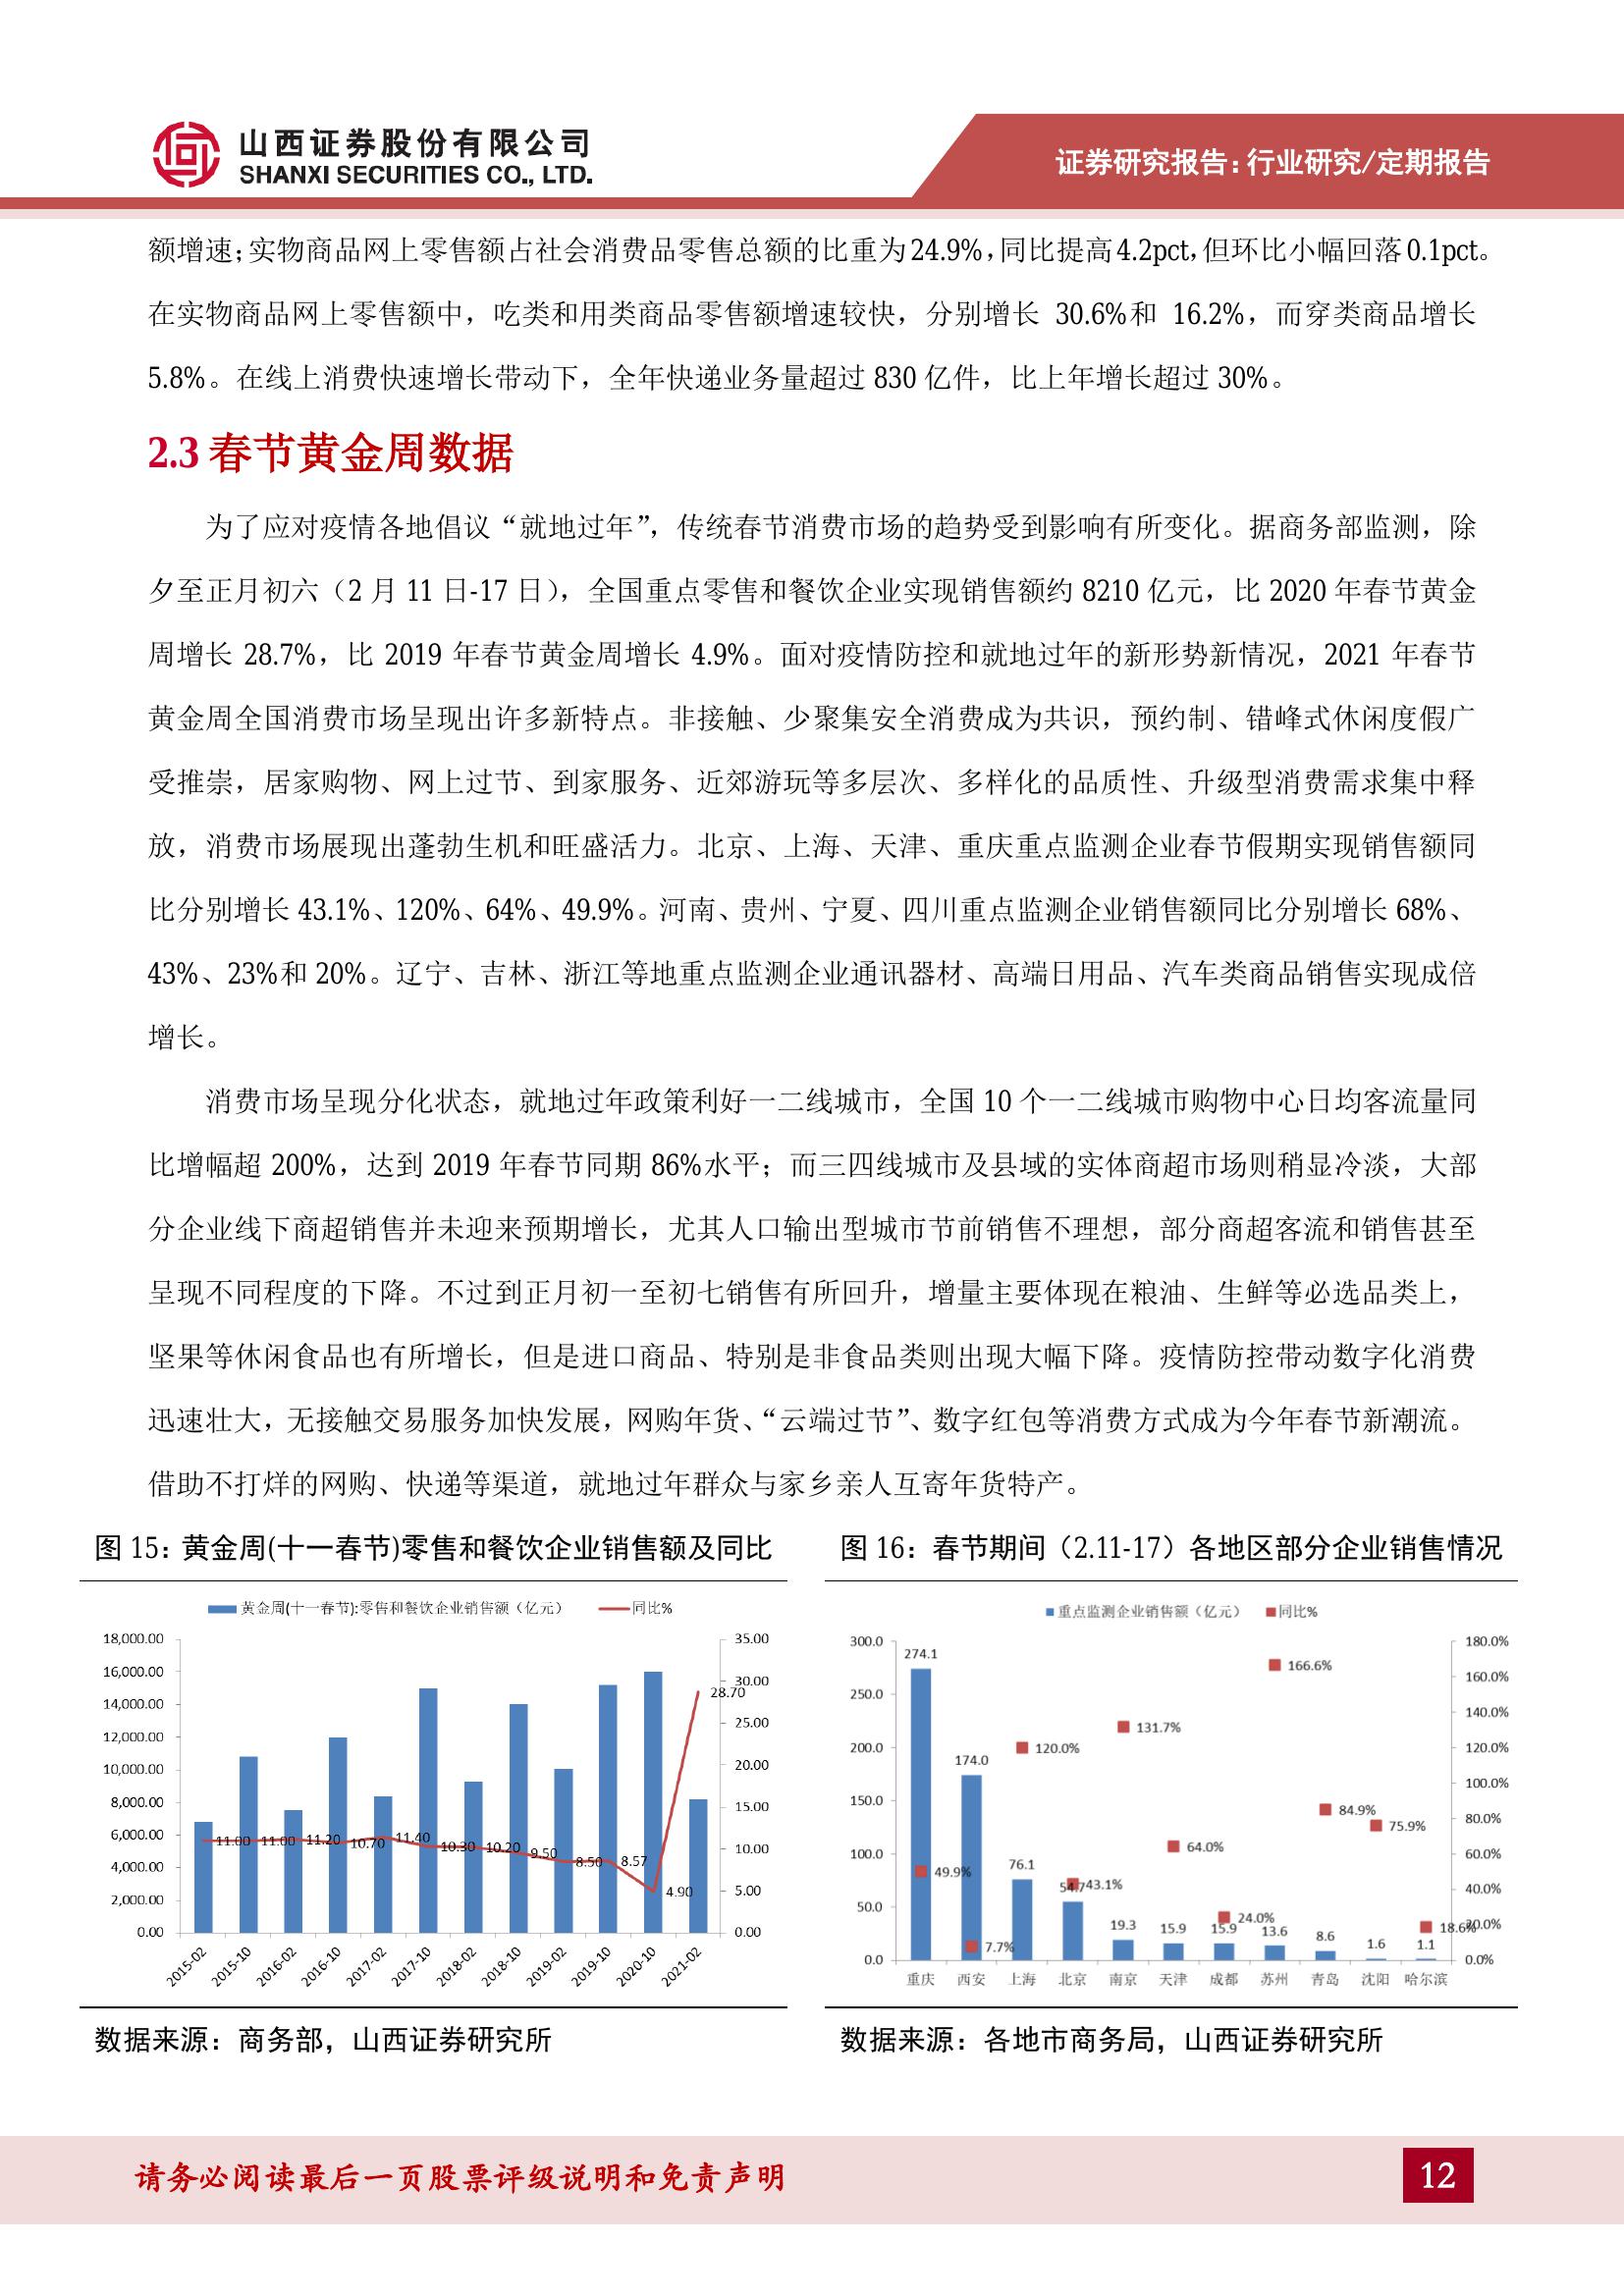 山西证券股份有限公司
SHANXI SECURITIES CO., LTD.
证券研究报告：行业研究/定期报告
额增速；实物商品网上零售额占社会消费品零售总额的比重为24.9%，同比提高4.2pct，但环比小幅回落0.1pct。
在实物商品网上零售额中，吃类和用类商品零售额增速较快，分别增长 30.6%和 16.2%，而穿类商品增长
5.8%。在线上消费快速增长带动下，全年快递业务量超过 830 亿件，比上年增长超过 30%。
2.3 春节黄金周数据
为了应对疫情各地倡议“就地过年”，传统春节消费市场的趋势受到影响有所变化。据商务部监测，除
夕至正月初六（2 月 11 日-17 日），全国重点零售和餐饮企业实现销售额约 8210 亿元，比 2020 年春节黄金
周增长 28.7%，比 2019 年春节黄金周增长 4.9%。面对疫情防控和就地过年的新形势新情况，2021 年春节
黄金周全国消费市场呈现出许多新特点。非接触、少聚集安全消费成为共识，预约制、错峰式休闲度假广
受推崇，居家购物、网上过节、到家服务、近郊游玩等多层次、多样化的品质性、升级型消费需求集中释
放，消费市场展现出蓬勃生机和旺盛活力。北京、上海、天津、重庆重点监测企业春节假期实现销售额同
比分别增长 43.1%、120%、64%、49.9%。河南、贵州、宁夏、四川重点监测企业销售额同比分别增长 68%、
43%、23%和 20%。辽宁、吉林、浙江等地重点监测企业通讯器材、高端日用品、汽车类商品销售实现成倍
增长。
消费市场呈现分化状态，就地过年政策利好一二线城市，全国 10 个一二线城市购物中心日均客流量同
比增幅超 200%，达到 2019 年春节同期 86%水平；而三四线城市及县域的实体商超市场则稍显冷淡，大部
分企业线下商超销售并未迎来预期增长，尤其人口输出型城市节前销售不理想，部分商超客流和销售甚至
呈现不同程度的下降。不过到正月初一至初七销售有所回升，增量主要体现在粮油、生鲜等必选品类上，
坚果等休闲食品也有所增长，但是进口商品、特别是非食品类则出现大幅下降。疫情防控带动数字化消费
迅速壮大，无接触交易服务加快发展，网购年货、“云端过节”、数字红包等消费方式成为今年春节新潮流。
借助不打烊的网购、快递等渠道，就地过年群众与家乡亲人互寄年货特产。
图 15：黄金周(十一春节)零售和餐饮企业销售额及同比
黄金周(十一春节):零售和餐饮企业销售额（亿元） 同比%
18,000.00 35.00
16,000.00 30.00
14,000.00 25.00
12,000.00 20.00
10,000.00 15.00
8,000.00 10.00
6,000.00 5.00
4,000.00 0.00
2,000.00
0.00
11.00 11.00 11.20 10.70 11.40 10.30 10.20 9.50 8.50 8.57 4.90 28.70
2015-02 2015-10 2016-02 2016-10 2017-02 2017-10 2018-02 2018-10 2019-02 2019-10 2020-10 2021-02
数据来源：商务部，山西证券研究所
图 16：春节期间（2.11-17）各地区部分企业销售情况
重点监测企业销售额（亿元） 同比%
300.0 180.0%
250.0 160.0%
200.0 140.0%
150.0 120.0%
100.0 100.0%
50.0 80.0%
0.0 60.0%
40.0%
20.0%
0.0%
274.1 174.0 76.1 54.7 19.3 15.9 15.9 13.6 8.6 1.6 1.1
49.9% 7.7% 120.0% 43.1% 131.7% 64.0% 24.0% 166.6% 84.9% 75.9% 18.6%
重庆 西安 上海 北京 南京 天津 成都 苏州 青岛 沈阳 哈尔滨
数据来源：各地市商务局，山西证券研究所
请务必阅读最后一页股票评级说明和免责声明
12